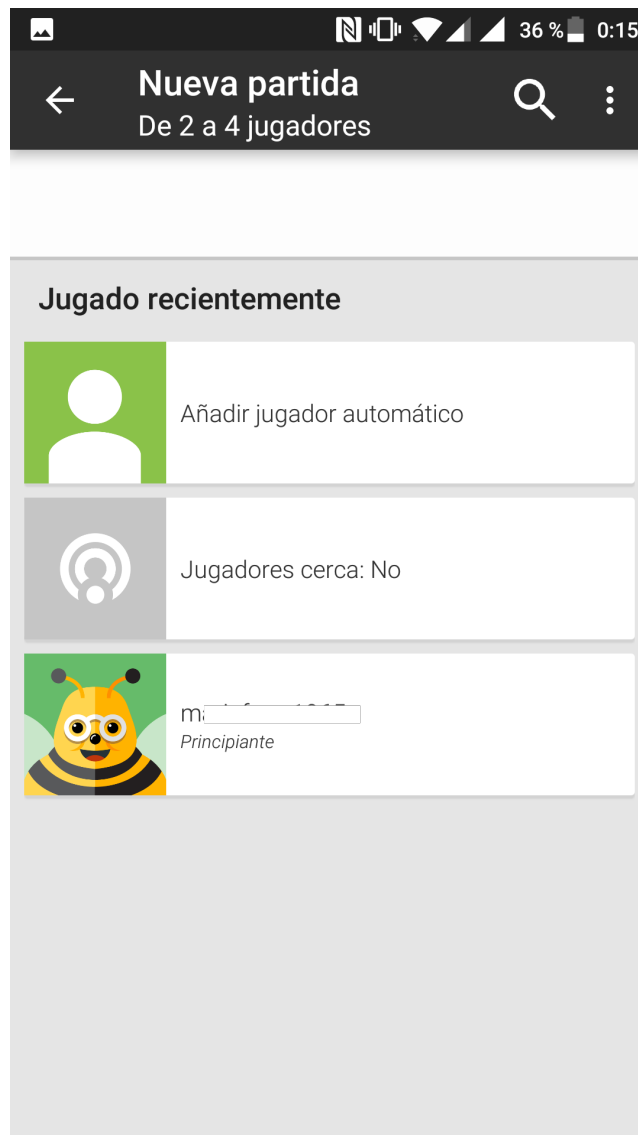 36 % 0:15
Nueva partida
De 2 a 4 jugadores
Jugado recientemente
Añadir jugador automático
Jugadores cerca: No
Principiante